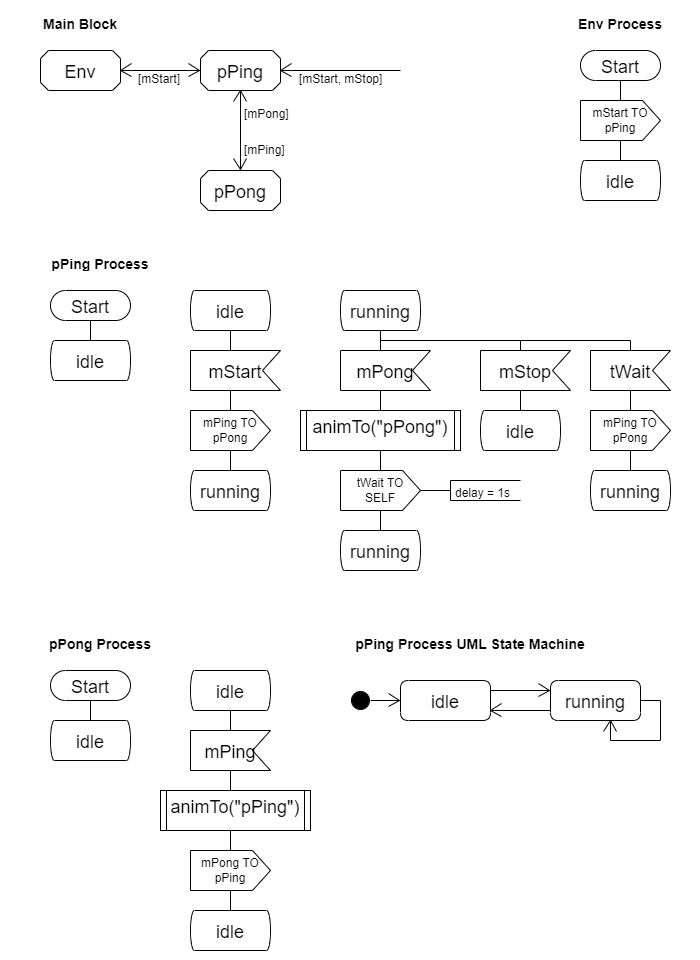 Main Block
Env Process
Env
pPing
[mStart]
[mStart, mStop]
[mPong]
[mPing]
pPong
Start
mStart TO
pPing
idle
pPing Process
Start
idle
idle
mStart
mPing TO
pPong
running
running
mPong
animTo("pPong")
tWait TO
SELF
delay = 1s
running
mStop
idle
tWait
mPing TO
pPong
running
pPong Process
Start
idle
idle
mPing
animTo("pPing")
mPong TO
pPing
idle
pPing Process UML State Machine
idle
running